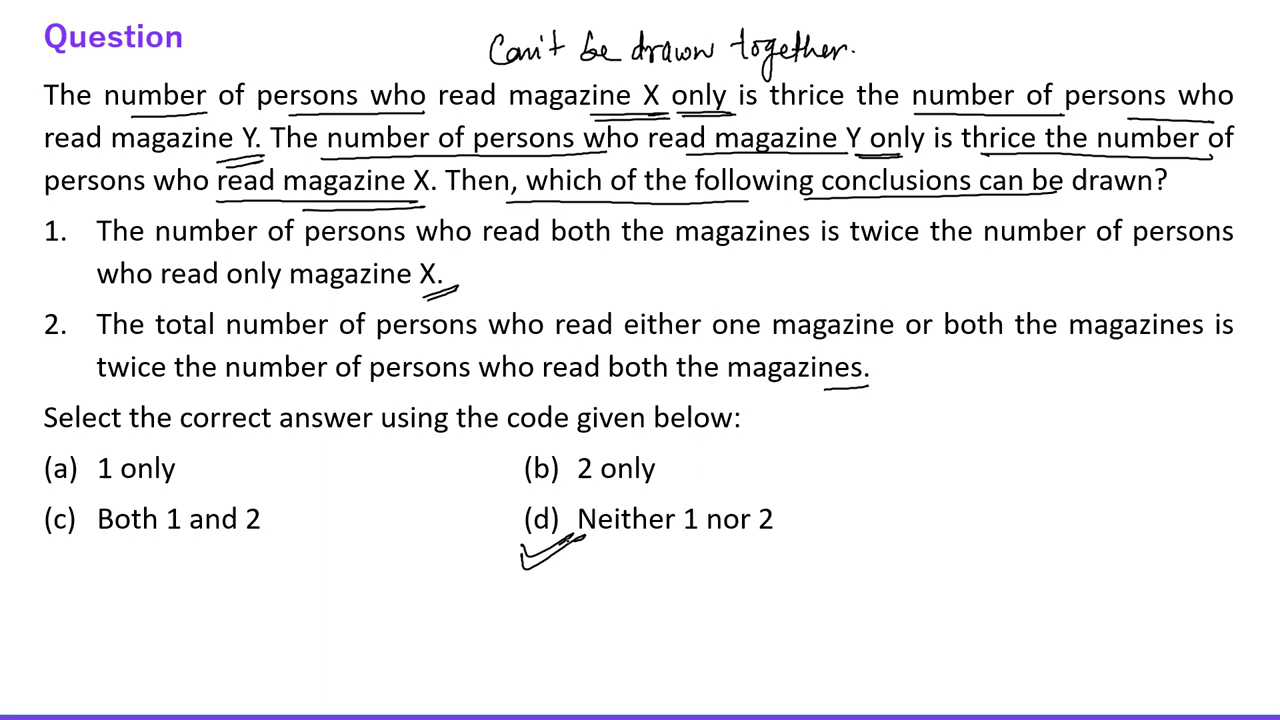 Question
Can't be drawn together.
The number of persons who read magazine X only is thrice the number of persons who
read magazine Y. The number of persons who read magazine Y only is thrice the number of
persons who read magazine X. Then, which of the following conclusions can be drawn?
1. The number of persons who read both the magazines is twice the number of persons
who read only magazine X.
2. The total number of persons who read either one magazine or both the magazines is
twice the number of persons who read both the magazines.
Select the correct answer using the code given below:
(a) 1 only (b) 2 only
(c) Both 1 and 2 (d) Neither 1 nor 2